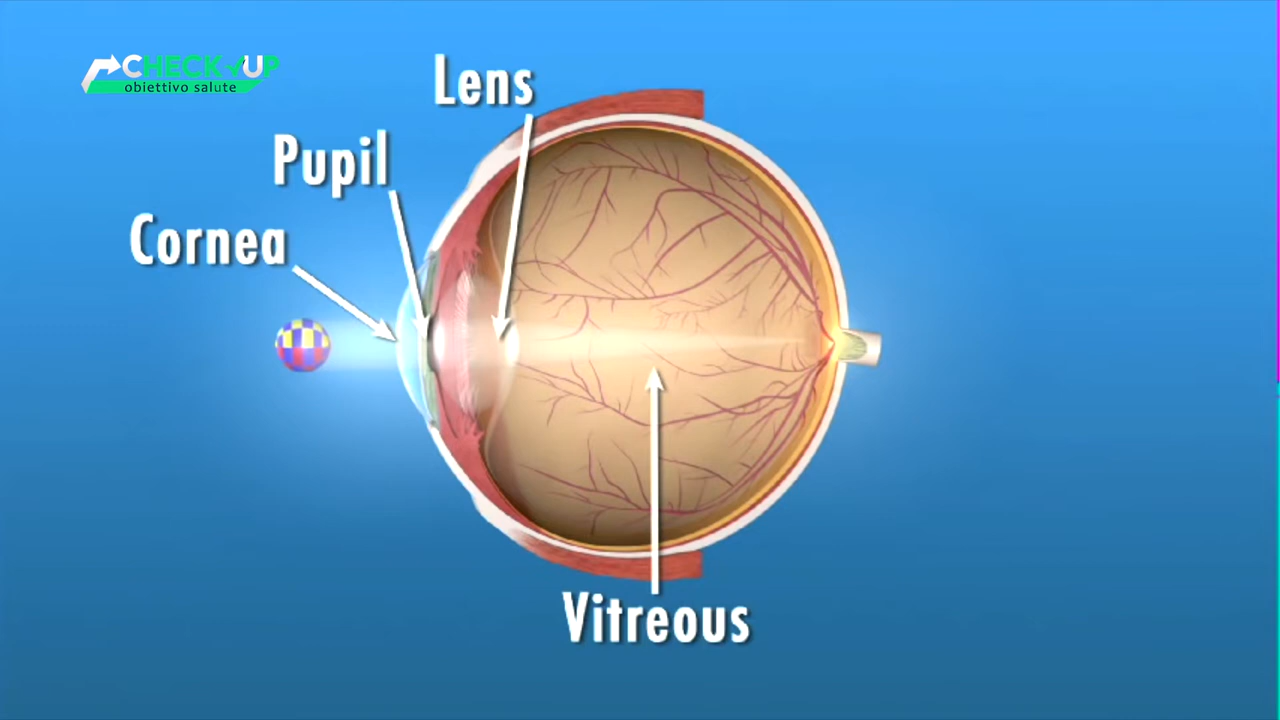 CHECK-UP
obiettivo salute
Lens
Pupil
Cornea
Vitreous